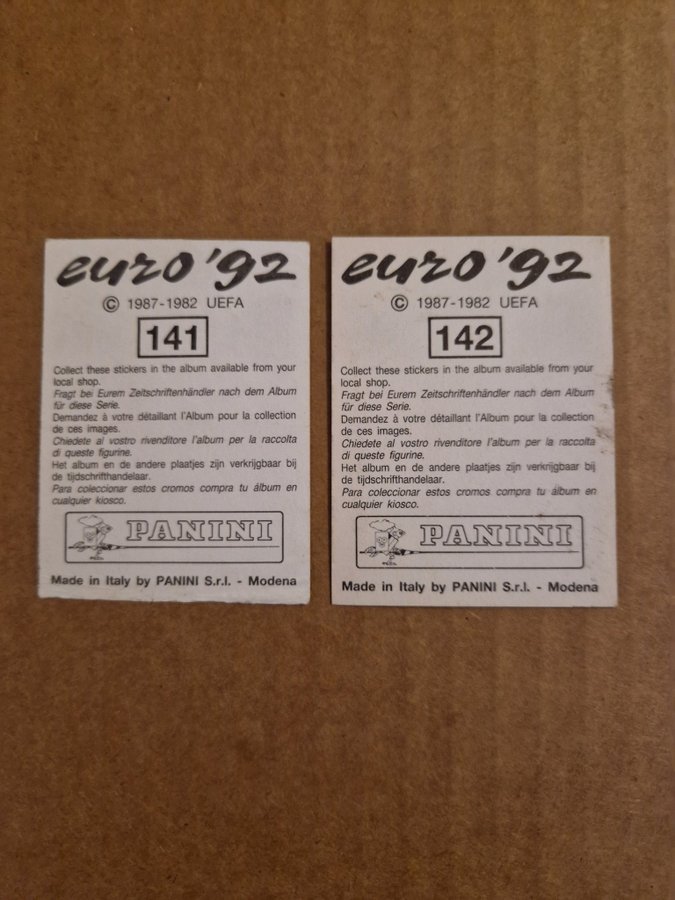 euro '92
© 1987-1982 UEFA
141
Collect these stickers in the album available from your
local shop.
Fragt bei Eurem Zeitschriftenhändler nach dem Album
für diese Serie.
Demandez à votre détaillant l'Album pour la collection
de ces images.
Chiedete al vostro rivenditore l'album per la raccolta
di queste figurine.
Het album en de andere plaatjes zijn verkrijgbaar bij
de tijdschrifthandelaar.
Para coleccionar estos cromos compra tu álbum en
cualquier kiosco.
PANINI
Made in Italy by PANINI S.r.l. - Modena
euro '92
© 1987-1982 UEFA
142
Collect these stickers in the album available from your
local shop.
Fragt bei Eurem Zeitschriftenhändler nach dem Album
für diese Serie.
Demandez à votre détaillant l'Album pour la collection
de ces images.
Chiedete al vostro rivenditore l'album per la raccolta
di queste figurine.
Het album en de andere plaatjes zijn verkrijgbaar bij
de tijdschrifthandelaar.
Para coleccionar estos cromos compra tu álbum en
cualquier kiosco.
PANINI
Made in Italy by PANINI S.r.l. - Modena